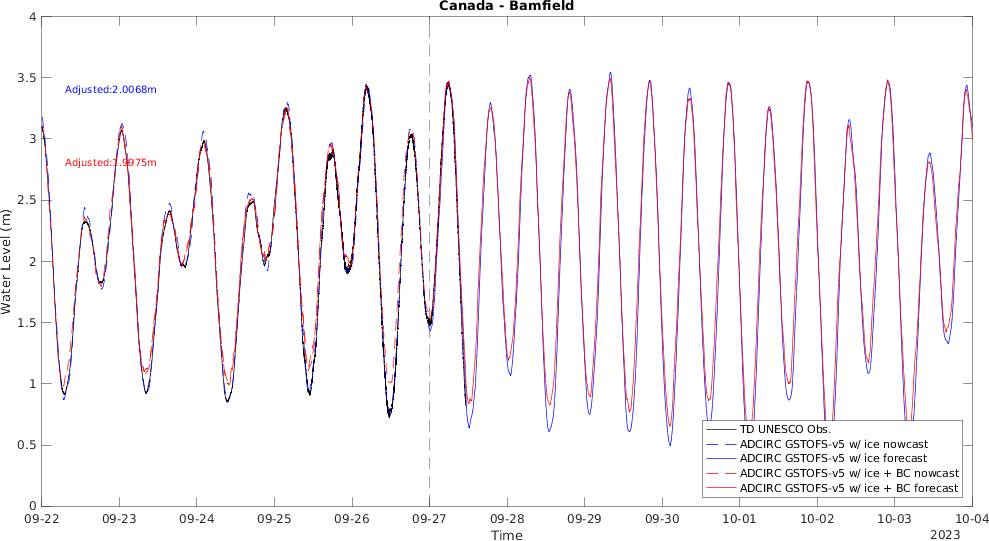 Canada - Bamfield
4
3.5
Adjusted:2.0068m
3
Adjusted:1.9975m
2.5
2
1.5
1
0.5
0
Water Level (m)
TD UNESCO Obs.
ADCIRC GSTOFS-v5 w/ ice nowcast
ADCIRC GSTOFS-v5 w/ ice forecast
ADCIRC GSTOFS-v5 w/ ice + BC nowcast
ADCIRC GSTOFS-v5 w/ ice + BC forecast
09-22 09-23 09-24 09-25 09-26 09-27 09-28 09-29 09-30 10-01 10-02 10-03 10-04
Time
2023